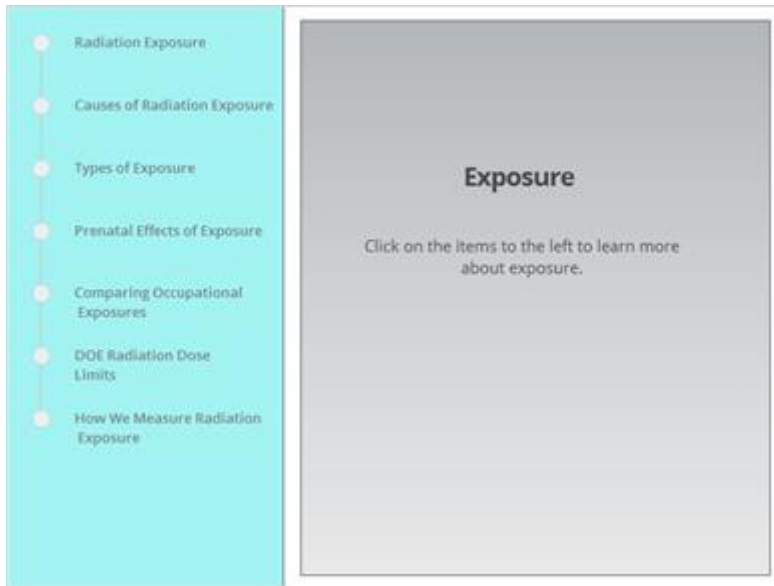 Radiation Exposure
Causes of Radiation Exposure
Types of Exposure
Prenatal Effects of Exposure
Comparing Occupational
Exposures
DOE Radiation Dose
Limits
How We Measure Radiation
Exposure
Exposure
Click on the items to the left to learn more
about exposure.